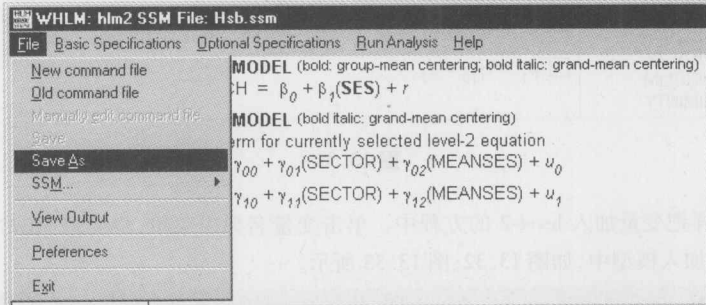 WHLM: hlm2 SSM File: Hsb.ssm
File Basic Specifications Optional Specifications Run Analysis Help
New command file
MODEL (bold: group-mean centering; bold italic: grand-mean centering)
Old command file
CH = β₀ + β₁(SES) + r
Manually edit command file
MODEL (bold italic: grand-mean centering)
Save
erm for currently selected level-2 equation
Save As
γ₀₀ + γ₀₁(SECTOR) + γ₀₂(MEANSES) + u₀
SSM...
γ₁₀ + γ₁₁(SECTOR) + γ₁₂(MEANSES) + u₁
View Output
Preferences
Exit